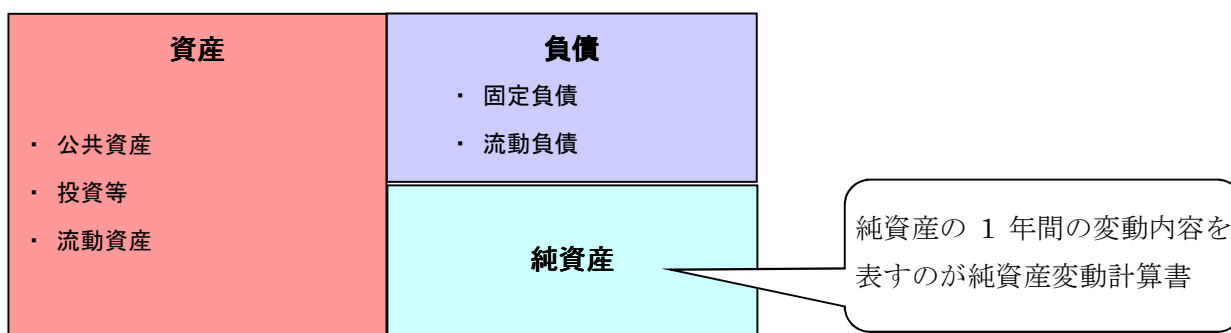 資産
・ 公共資産
・ 投資等
・ 流動資産
負債
・ 固定負債
・ 流動負債
純資産
純資産の 1 年間の変動内容を
表すのが純資産変動計算書